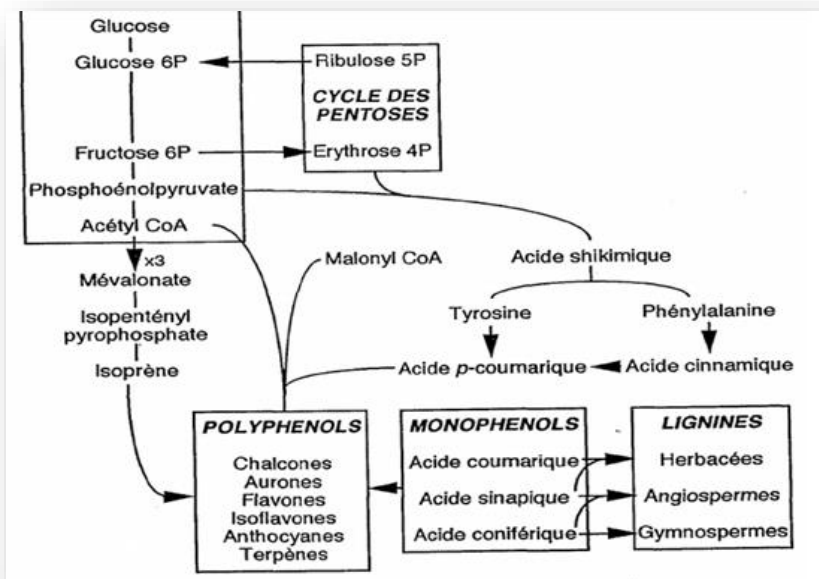 Glucose
Glucose 6P
Ribulose 5P
CYCLE DES
PENTOSES
Fructose 6P
Erythrose 4P
Phosphoénolpyruvate
Acétyl CoA
x3
Malonyl CoA
Acide shikimique
Mévalonate
Isopentényl
pyrophosphate
Tyrosine
Phénylalanine
Isoprène
Acide p-coumarique
Acide cinnamique
POLYPHENOLS
Chalcones
Aurones
Flavones
Isoflavones
Anthocyanes
Terpènes
MONOPHENOLS
Acide coumarique
Acide sinapique
Acide coniférique
LIGNINES
Herbacées
Angiospermes
Gymnospermes